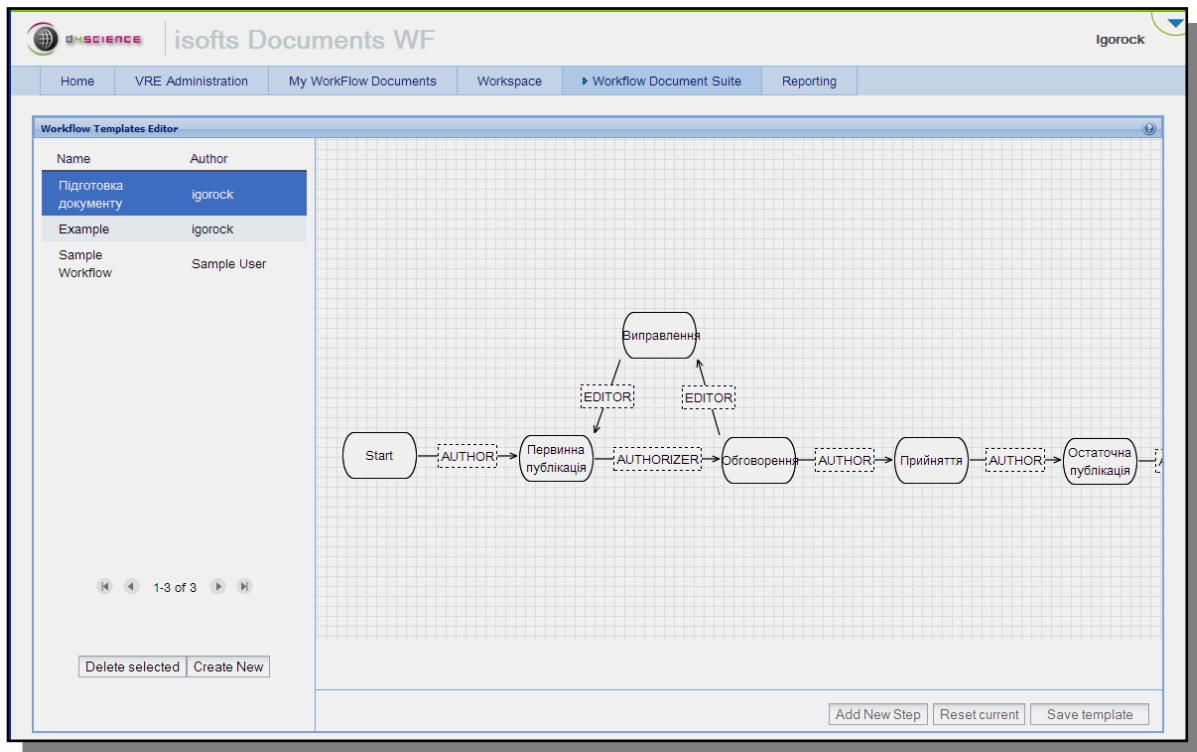 d4science
isofts Documents WF
Igorock
Home
VRE Administration
My WorkFlow Documents
Workspace
Workflow Document Suite
Reporting
Workflow Templates Editor
Name
Author
Підготовка
документу
igorock
Example
igorock
Sample
Workflow
Sample User
Виправлення
EDITOR
EDITOR
Start
AUTHOR
Первинна
публікація
AUTHORIZER
Обговорення
AUTHOR
Прийняття
AUTHOR
Остаточна
публікація
1-3 of 3
Delete selected
Create New
Add New Step
Reset current
Save template